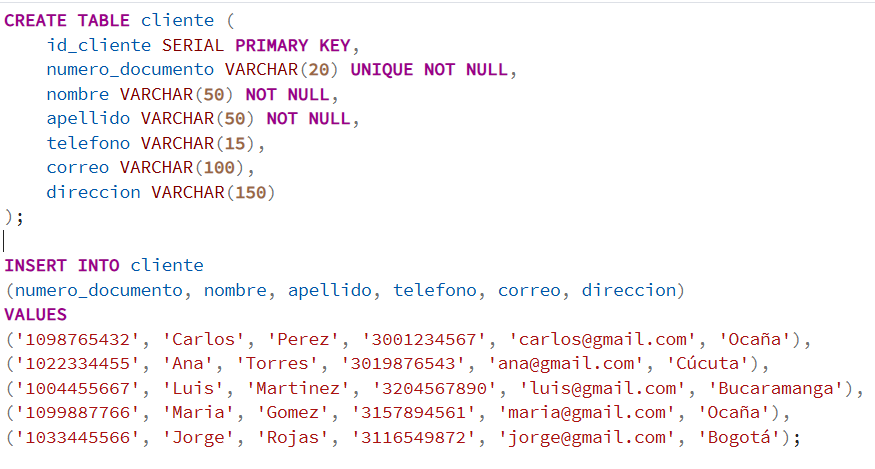 CREATE TABLE cliente (
    id_cliente SERIAL PRIMARY KEY,
    numero_documento VARCHAR(20) UNIQUE NOT NULL,
    nombre VARCHAR(50) NOT NULL,
    apellido VARCHAR(50) NOT NULL,
    telefono VARCHAR(15),
    correo VARCHAR(100),
    direccion VARCHAR(150)
);
INSERT INTO cliente
(numero_documento, nombre, apellido, telefono, correo, direccion)
VALUES
('1098765432', 'Carlos', 'Perez', '3001234567', 'carlos@gmail.com', 'Ocaña'),
('1022334455', 'Ana', 'Torres', '3019876543', 'ana@gmail.com', 'Cúcuta'),
('1004455667', 'Luis', 'Martinez', '3204567890', 'luis@gmail.com', 'Bucaramanga'),
('1099887766', 'Maria', 'Gomez', '3157894561', 'maria@gmail.com', 'Ocaña'),
('1033445566', 'Jorge', 'Rojas', '3116549872', 'jorge@gmail.com', 'Bogotá');